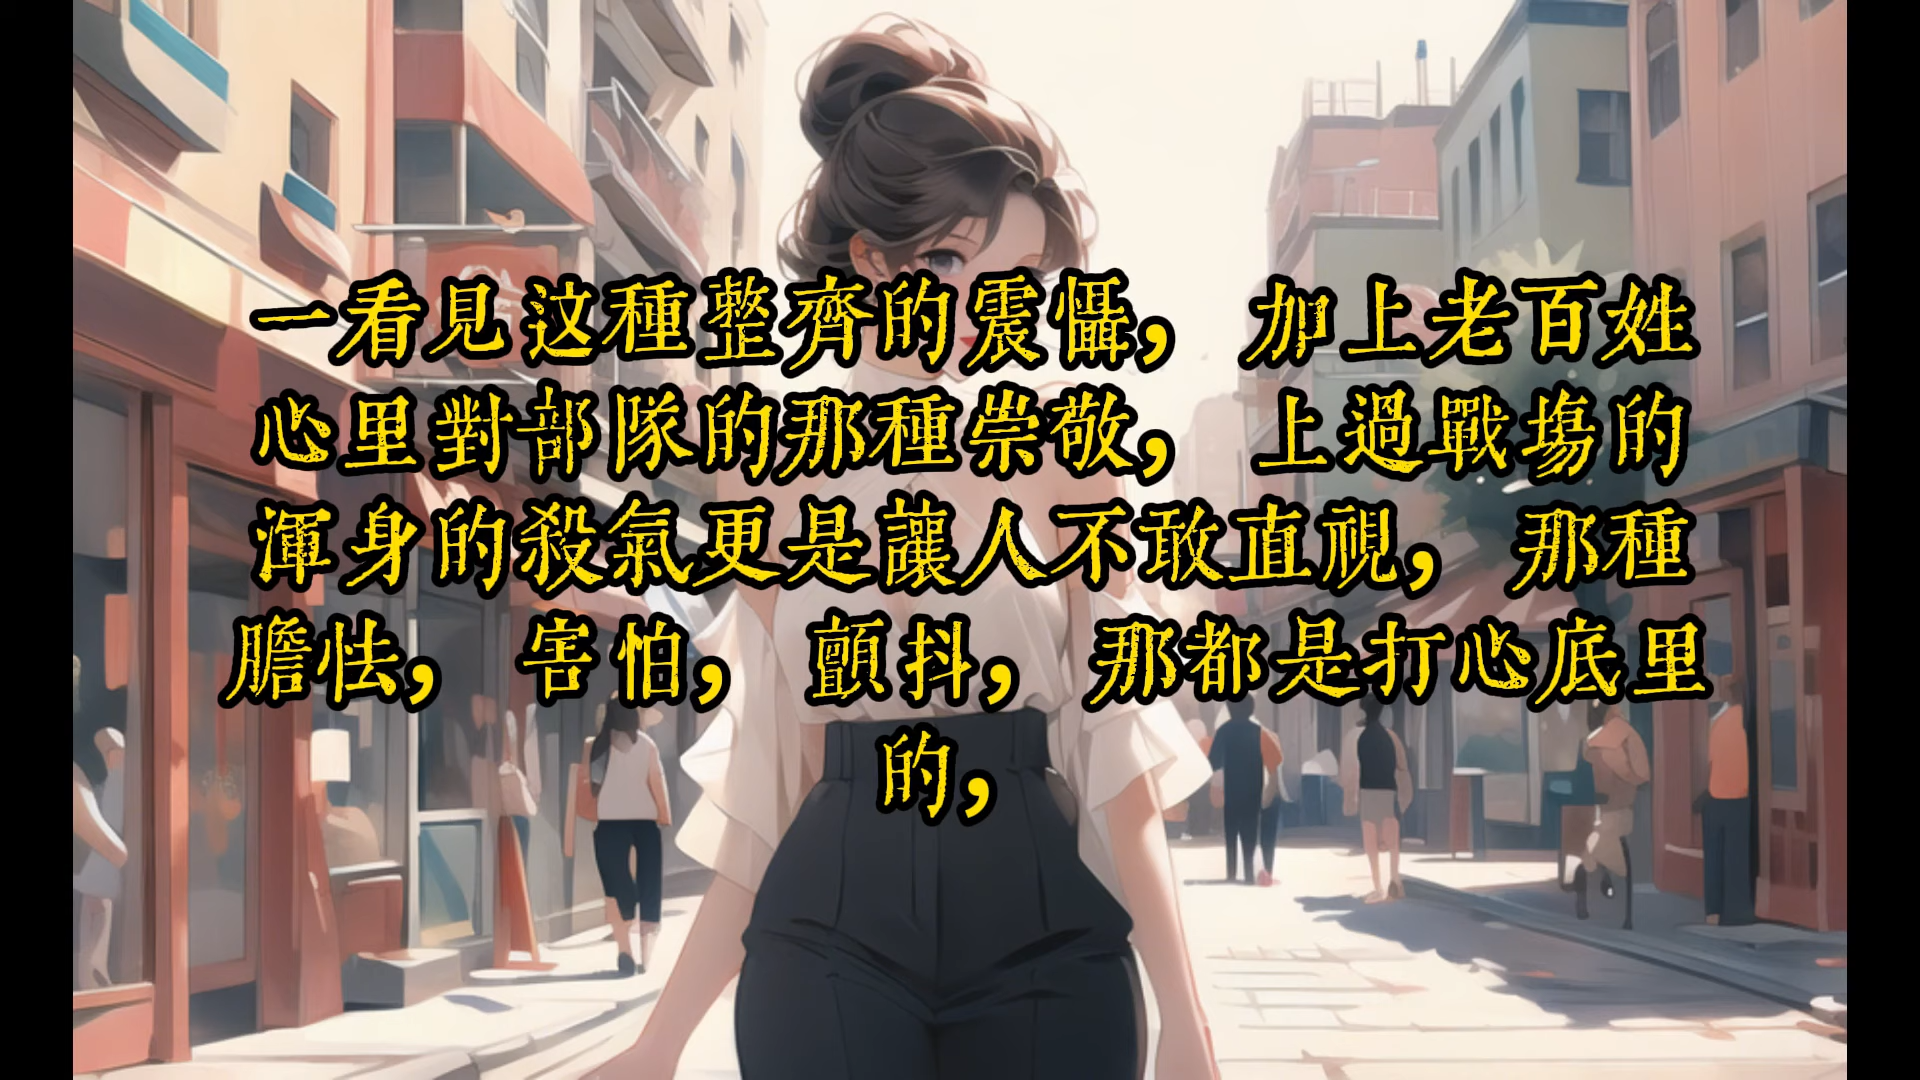 一看見这種整齊的震懾，加上老百姓
心里對部隊的那種崇敬，上過戰場的
渾身的殺氣更是讓人不敢直視，那種
膽怯，害怕，顫抖，那都是打心底里
的，